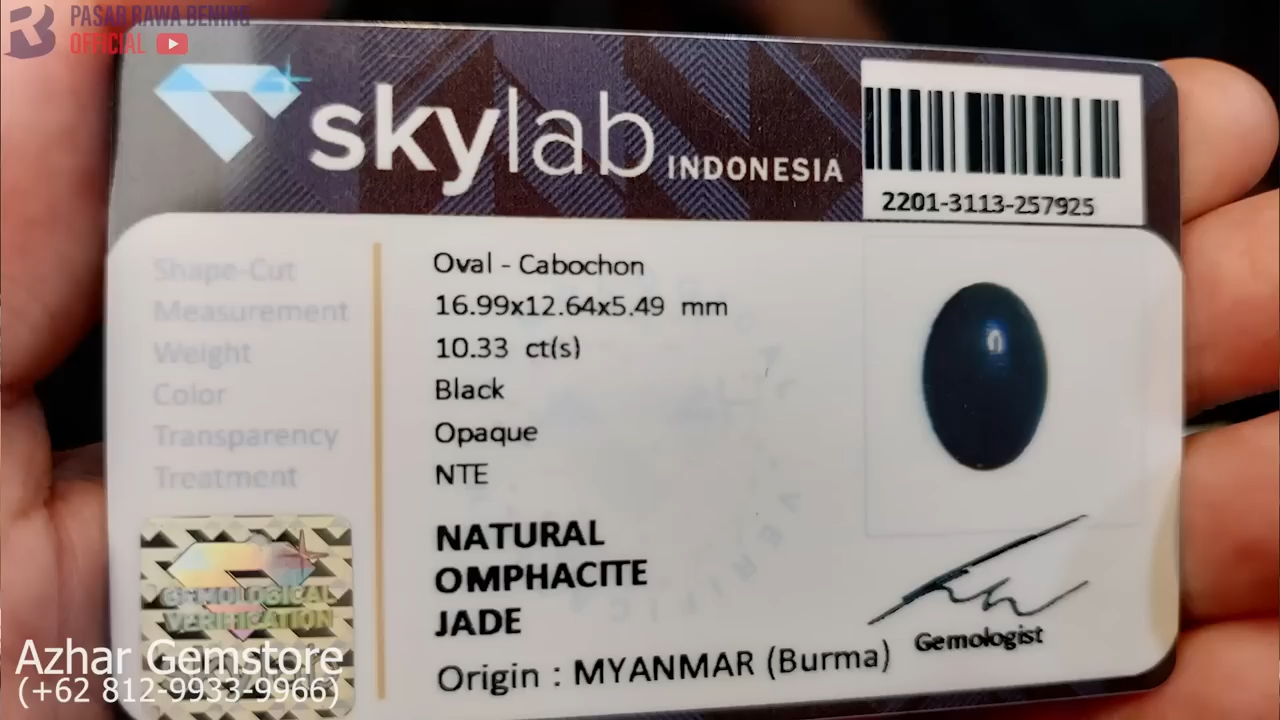 PASAR RAWA BENING
OFFICIAL
skylab INDONESIA
2201-3113-257925
Shape-Cut Oval - Cabochon
Measurement 16.99x12.64x5.49 mm
Weight 10.33 ct(s)
Color Black
Transparency Opaque
Treatment NTE
NATURAL
OMPHACITE
JADE
Origin : MYANMAR (Burma)
Gemologist
GEMOLOGICAL
VERIFICATION
Azhar Gemstore
(+62 812-9933-9966)